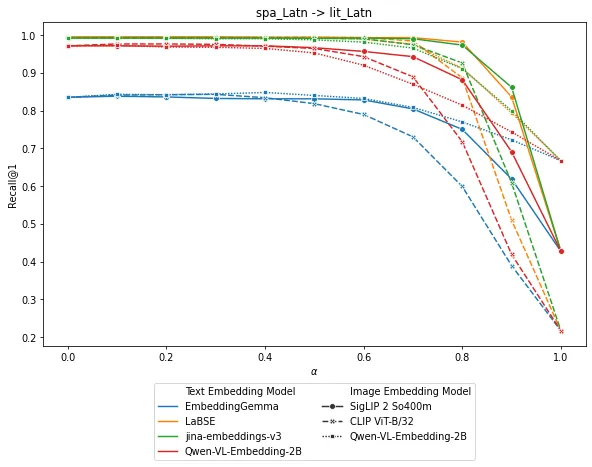 spa_Latn -> lit_Latn
1.0
0.9
0.8
0.7
0.6
0.5
0.4
0.3
0.2
Recall@1
0.0 0.2 0.4 0.6 0.8 1.0
α
Text Embedding Model
EmbeddingGemma
LaBSE
jina-embeddings-v3
Qwen-VL-Embedding-2B
Image Embedding Model
SigLIP 2 So400m
CLIP ViT-B/32
Qwen-VL-Embedding-2B